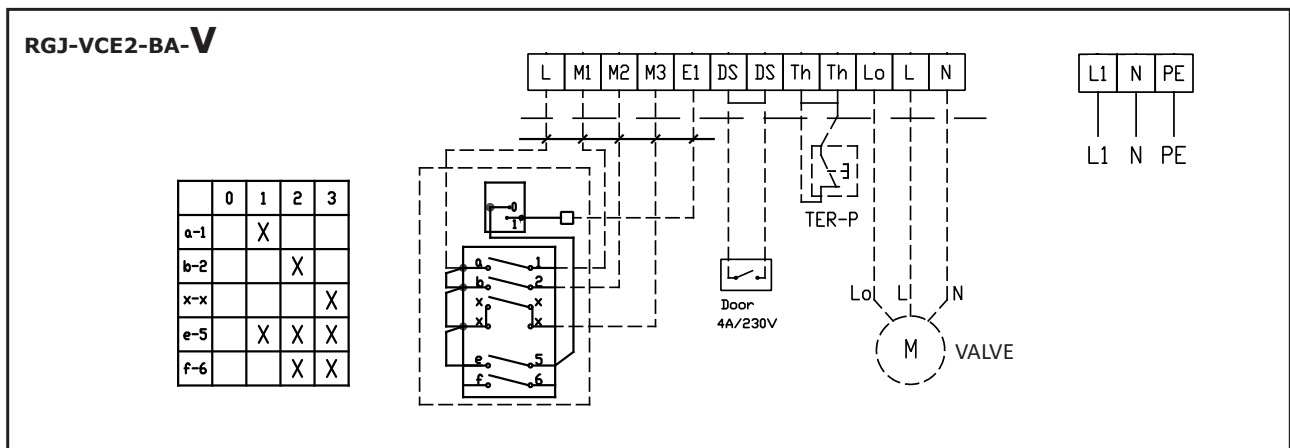 RGJ-VCE2-BA-V
L M1 M2 M3 E1 DS DS Th Th Lo L N
L1 N PE
L1 N PE
0 1 2 3
a-1 X
b-2 X
x-x X
e-5 X X X
f-6 X X
0
1
a 1
b 2
x x
x x
e 5
f 6
TER-P
Door
4A/230V
Lo L N
M VALVE